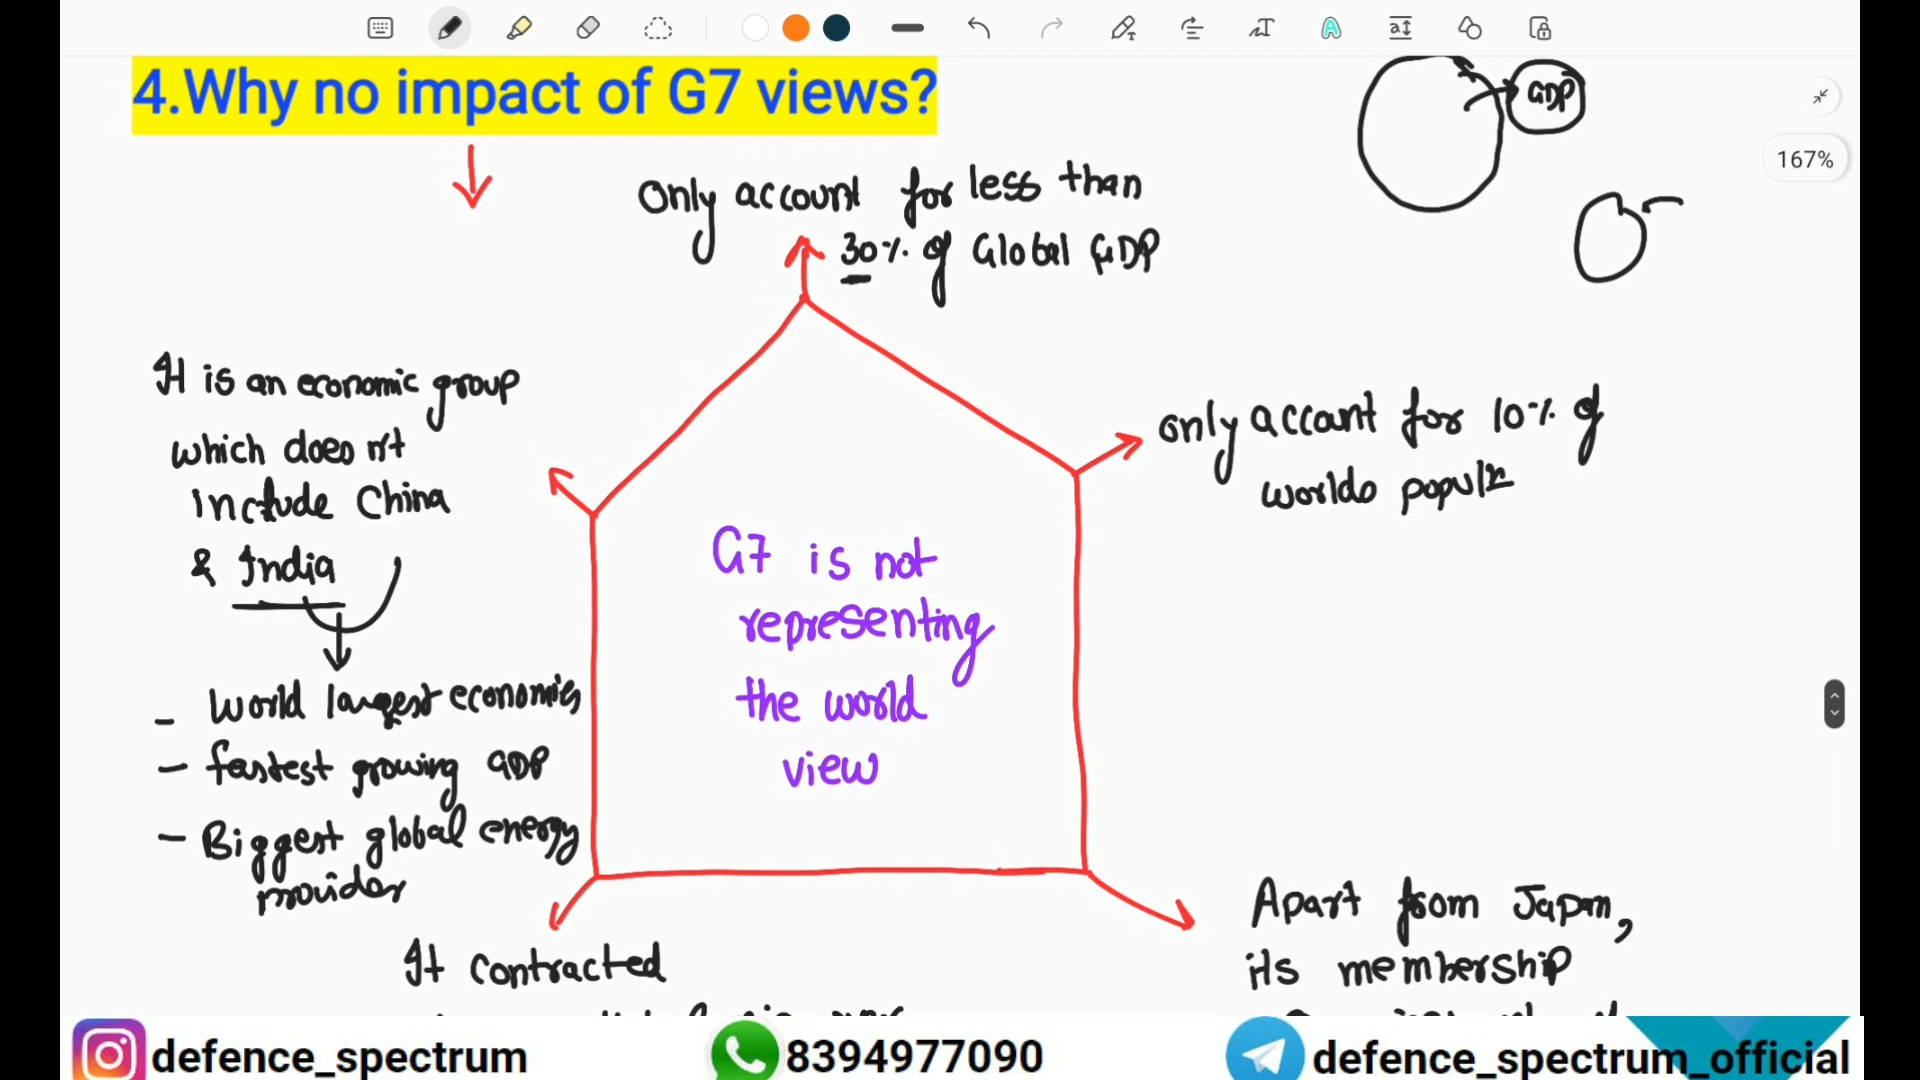 4.Why no impact of G7 views?
GDP
167%
Only account for less than
30% of Global GDP
It is an economic group
which does n't
include China
& India
- World largest economies
- fastest growing GDP
- Biggest global energy
provider
only account for 10% of
worlds popul
G7 is not
representing
the world
view
It contracted
Apart from Japan,
its membership
defence_spectrum
8394977090
defence_spectrum_official